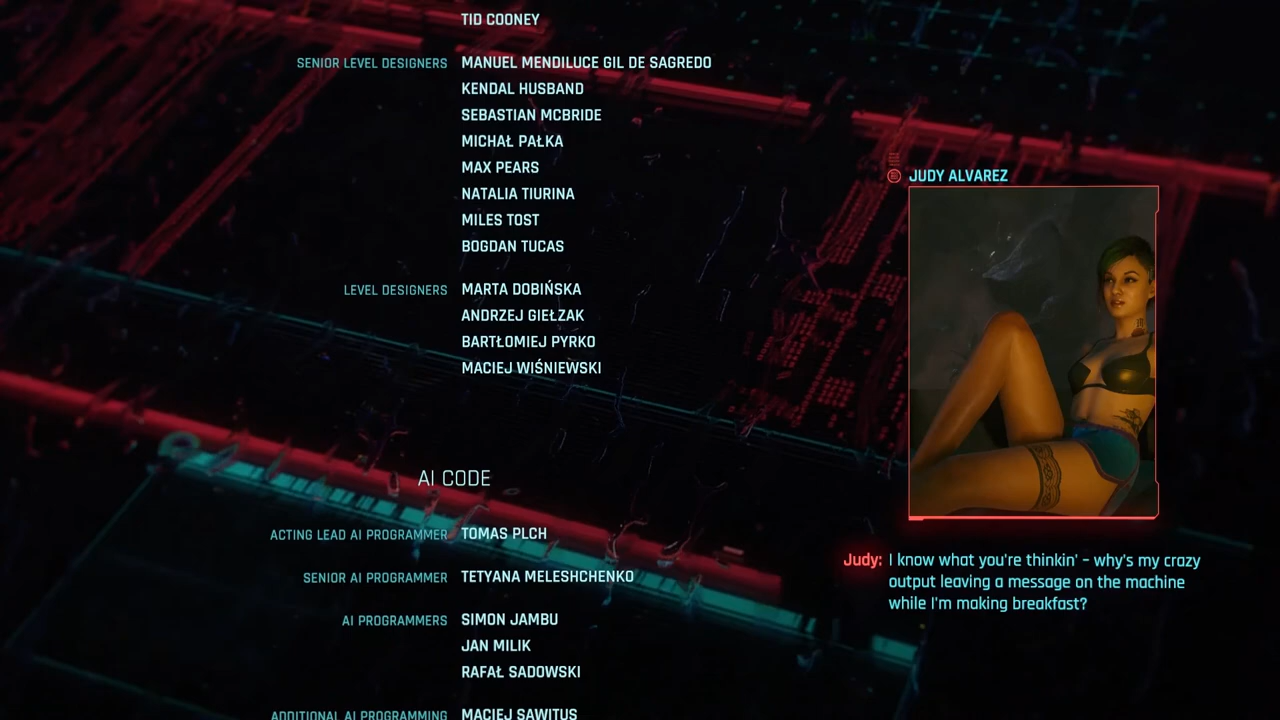 TID COONEY
SENIOR LEVEL DESIGNERS MANUEL MENDILUCE GIL DE SAGREDO
KENDAL HUSBAND
SEBASTIAN MCBRIDE
MICHAŁ PAŁKA
MAX PEARS
NATALIA TIURINA
MILES TOST
BOGDAN TUCAS
LEVEL DESIGNERS MARTA DOBIŃSKA
ANDRZEJ GIEŁZAK
BARTŁOMIEJ PYRKO
MACIEJ WIŚNIEWSKI
AI CODE
ACTING LEAD AI PROGRAMMER TOMAS PLCH
SENIOR AI PROGRAMMER TETYANA MELESHCHENKO
AI PROGRAMMERS SIMON JAMBU
JAN MILIK
RAFAŁ SADOWSKI
ADDITIONAL AI PROGRAMMING MACIEJ SAWITUS
JUDY ALVAREZ
Judy: I know what you're thinkin' – why's my crazy
output leaving a message on the machine
while I'm making breakfast?